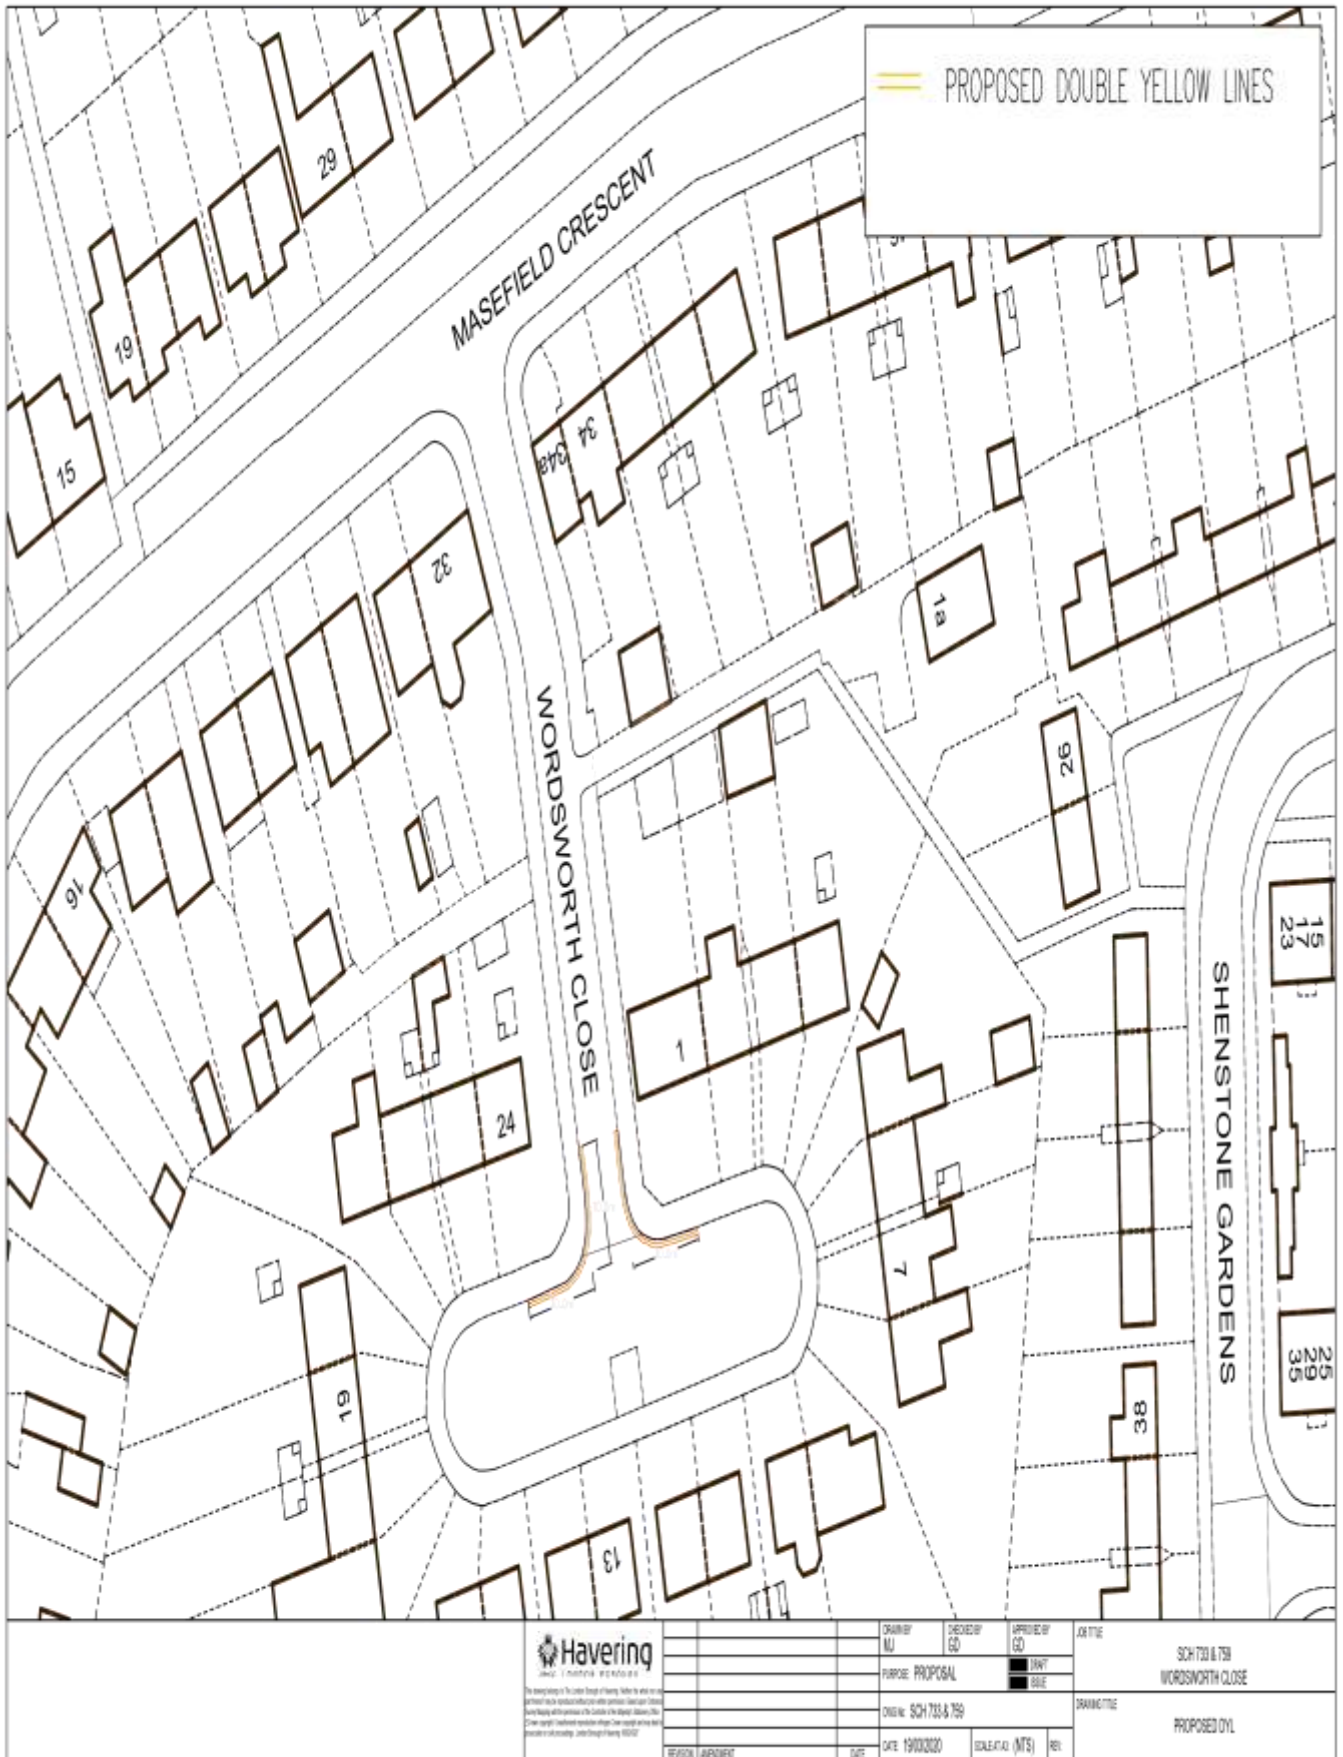 PROPOSED DOUBLE YELLOW LINES
MASEFIELD CRESCENT
29
19
15
34
34a
32
1a
26
16
WORDSWORTH CLOSE
15
17
23
1
24
SHENSTONE GARDENS
7
25
29
35
19
38
13
Havering
DRAWN BY
MJ
CHECKED BY
GD
APPROVED BY
GD
JOB TITLE
SCH 733 & 759
WORDSWORTH CLOSE
PURPOSE: PROPOSAL
DRAFT
ISSUE
DWG No: SCH 733 & 759
DRAWING TITLE
PROPOSED DYL
DATE 19/03/2020
SCALE AT A3 (NTS)
REV.
REVISION
AMENDMENT
DATE